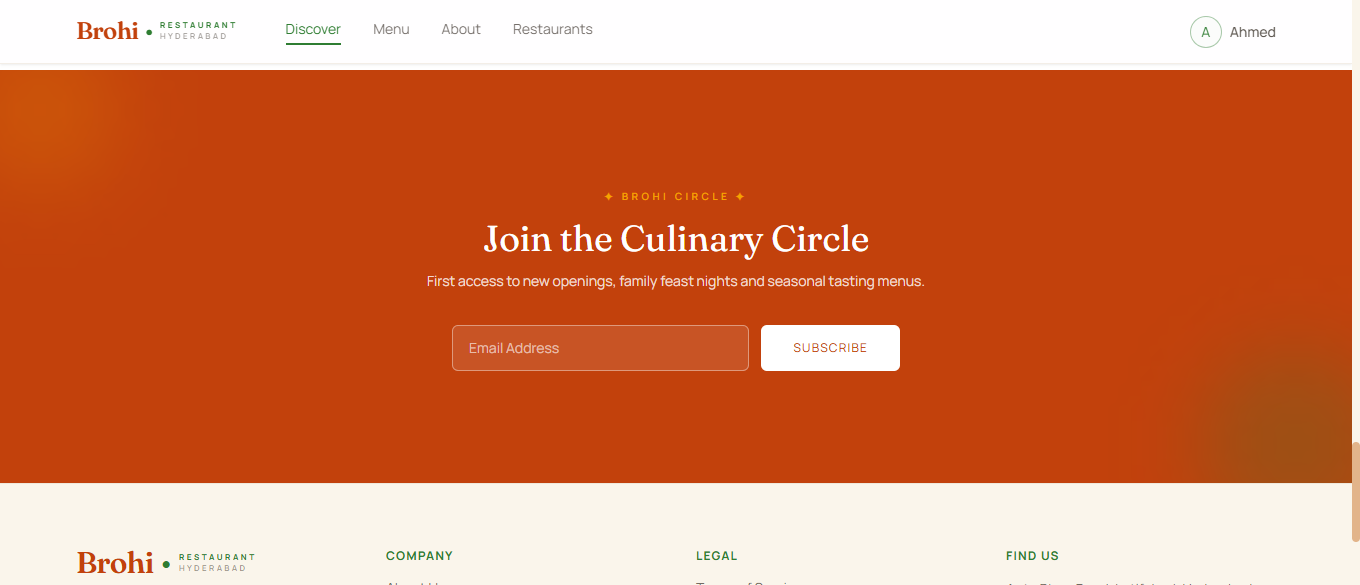 Brohi • RESTAURANT
HYDERABAD
Discover Menu About Restaurants
A Ahmed
✦ BROHI CIRCLE ✦
Join the Culinary Circle
First access to new openings, family feast nights and seasonal tasting menus.
Email Address
SUBSCRIBE
Brohi • RESTAURANT
HYDERABAD
COMPANY
LEGAL
FIND US